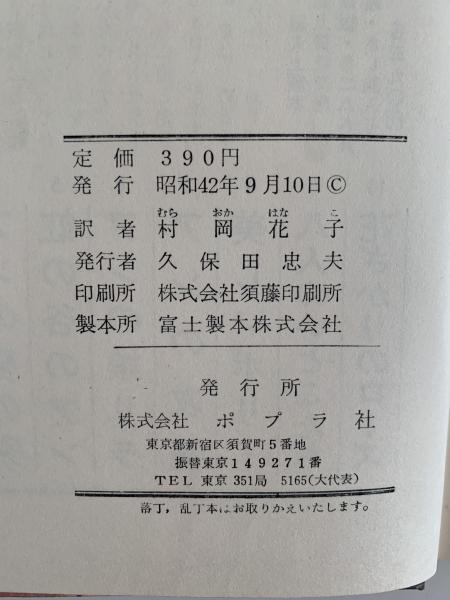 定価 390円
発行 昭和42年9月10日©
むら おか はな こ
訳者 村岡花子
発行者 久保田忠夫
印刷所 株式会社須藤印刷所
製本所 富士製本株式会社
発行所
株式会社 ポプラ社
東京都新宿区須賀町5番地
振替東京149271番
TEL 東京351局 5165(大代表)
落丁,乱丁本はお取りかえいたします。